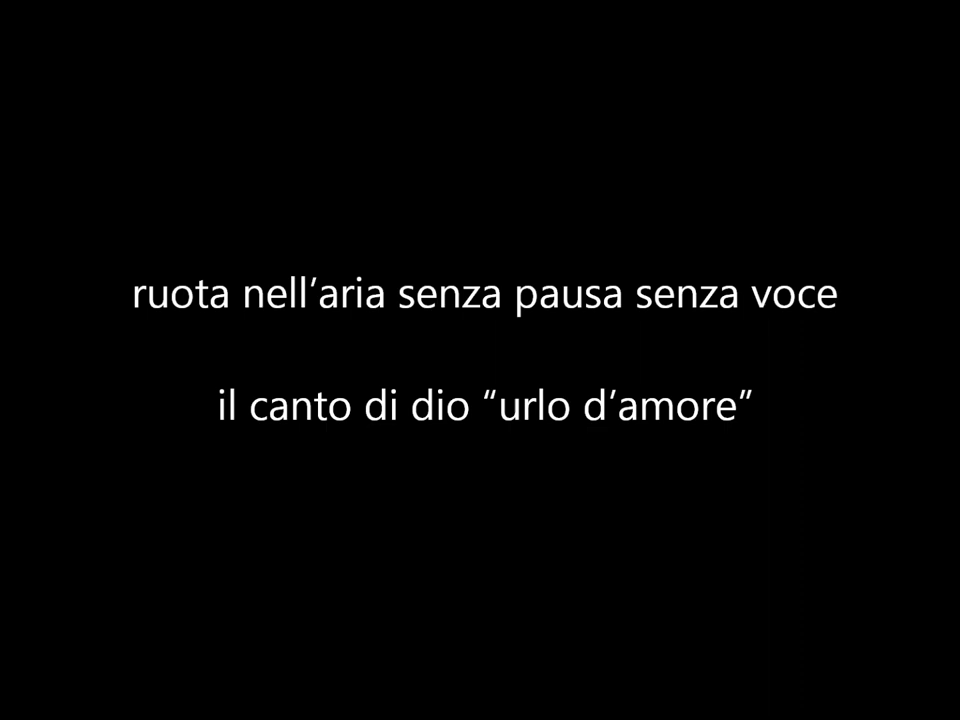 ruota nell’aria senza pausa senza voce
il canto di dio “urlo d’amore”